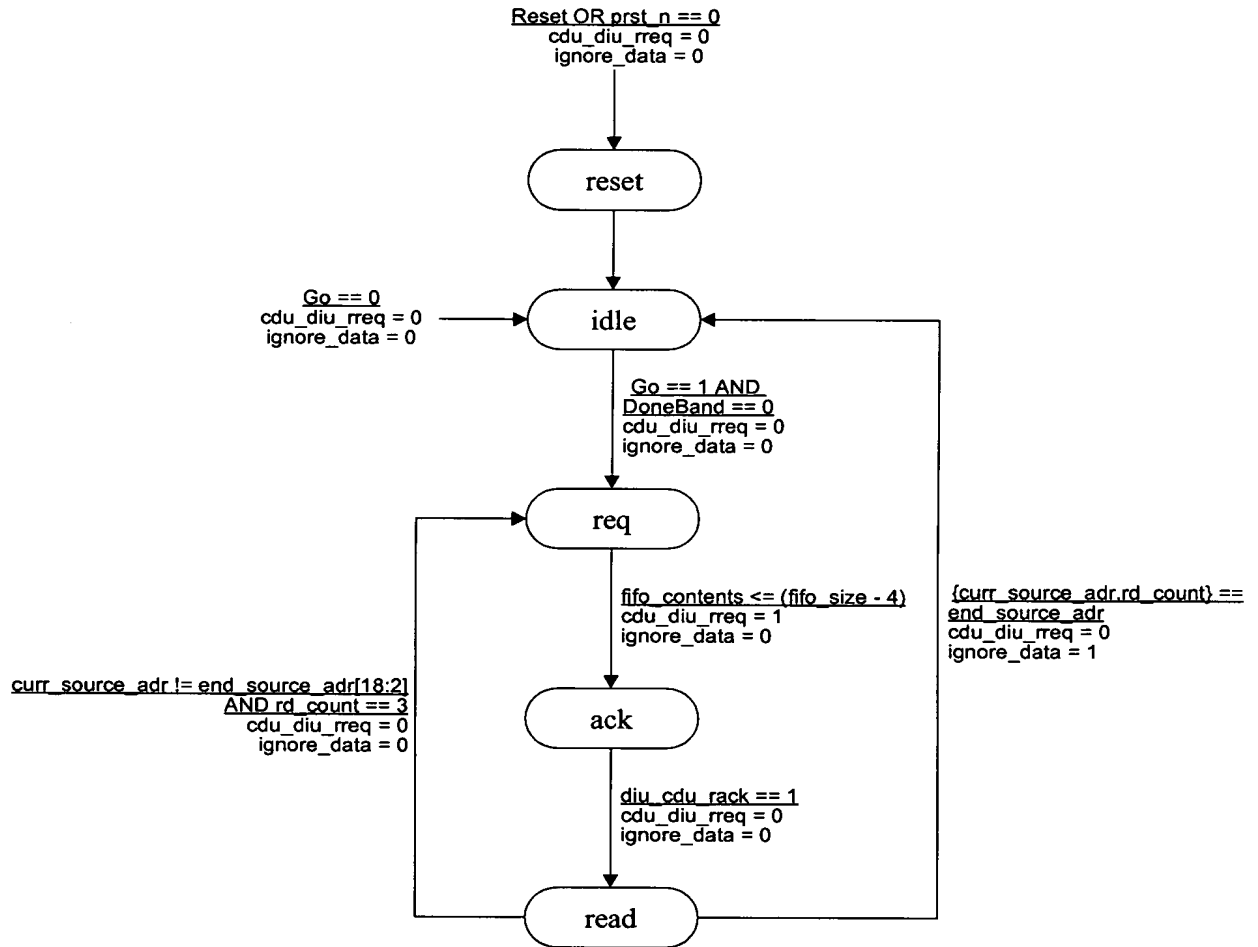 Reset OR prst_n == 0
cdu_diu_rreq = 0
ignore_data = 0
reset
Go == 0
cdu_diu_rreq = 0
ignore_data = 0
idle
Go == 1 AND
DoneBand == 0
cdu_diu_rreq = 0
ignore_data = 0
req
fifo_contents <= (fifo_size - 4)
cdu_diu_rreq = 1
ignore_data = 0
{curr_source_adr.rd_count} ==
end_source_adr
cdu_diu_rreq = 0
ignore_data = 1
curr_source_adr != end_source_adr[18:2]
AND rd_count == 3
cdu_diu_rreq = 0
ignore_data = 0
ack
diu_cdu_rack == 1
cdu_diu_rreq = 0
ignore_data = 0
read